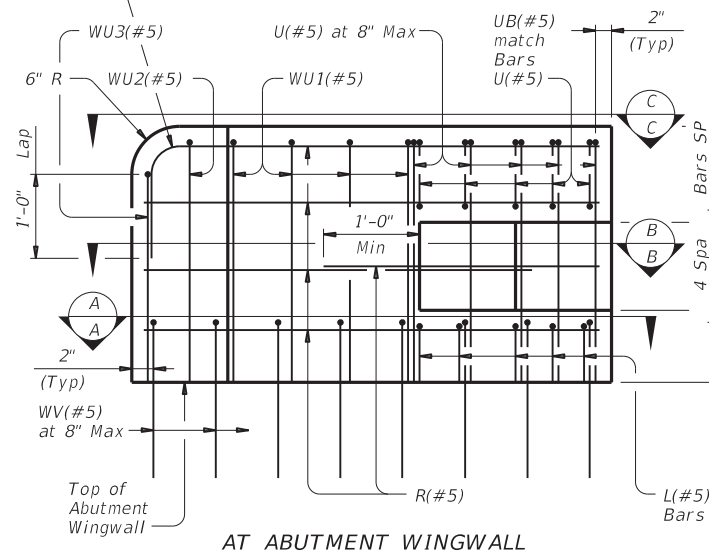 WU3(#5)
U(#5) at 8" Max
UB(#5)
match
Bars
U(#5)
2"
(Typ)
6" R
WU2(#5)
WU1(#5)
C
C
Lap
1'-0"
Bars SP
1'-0"
Min
B
B
4 Spa
A
A
2"
(Typ)
WV(#5)
at 8" Max
Top of
Abutment
Wingwall
R(#5)
L(#5)
Bars
AT ABUTMENT WINGWALL